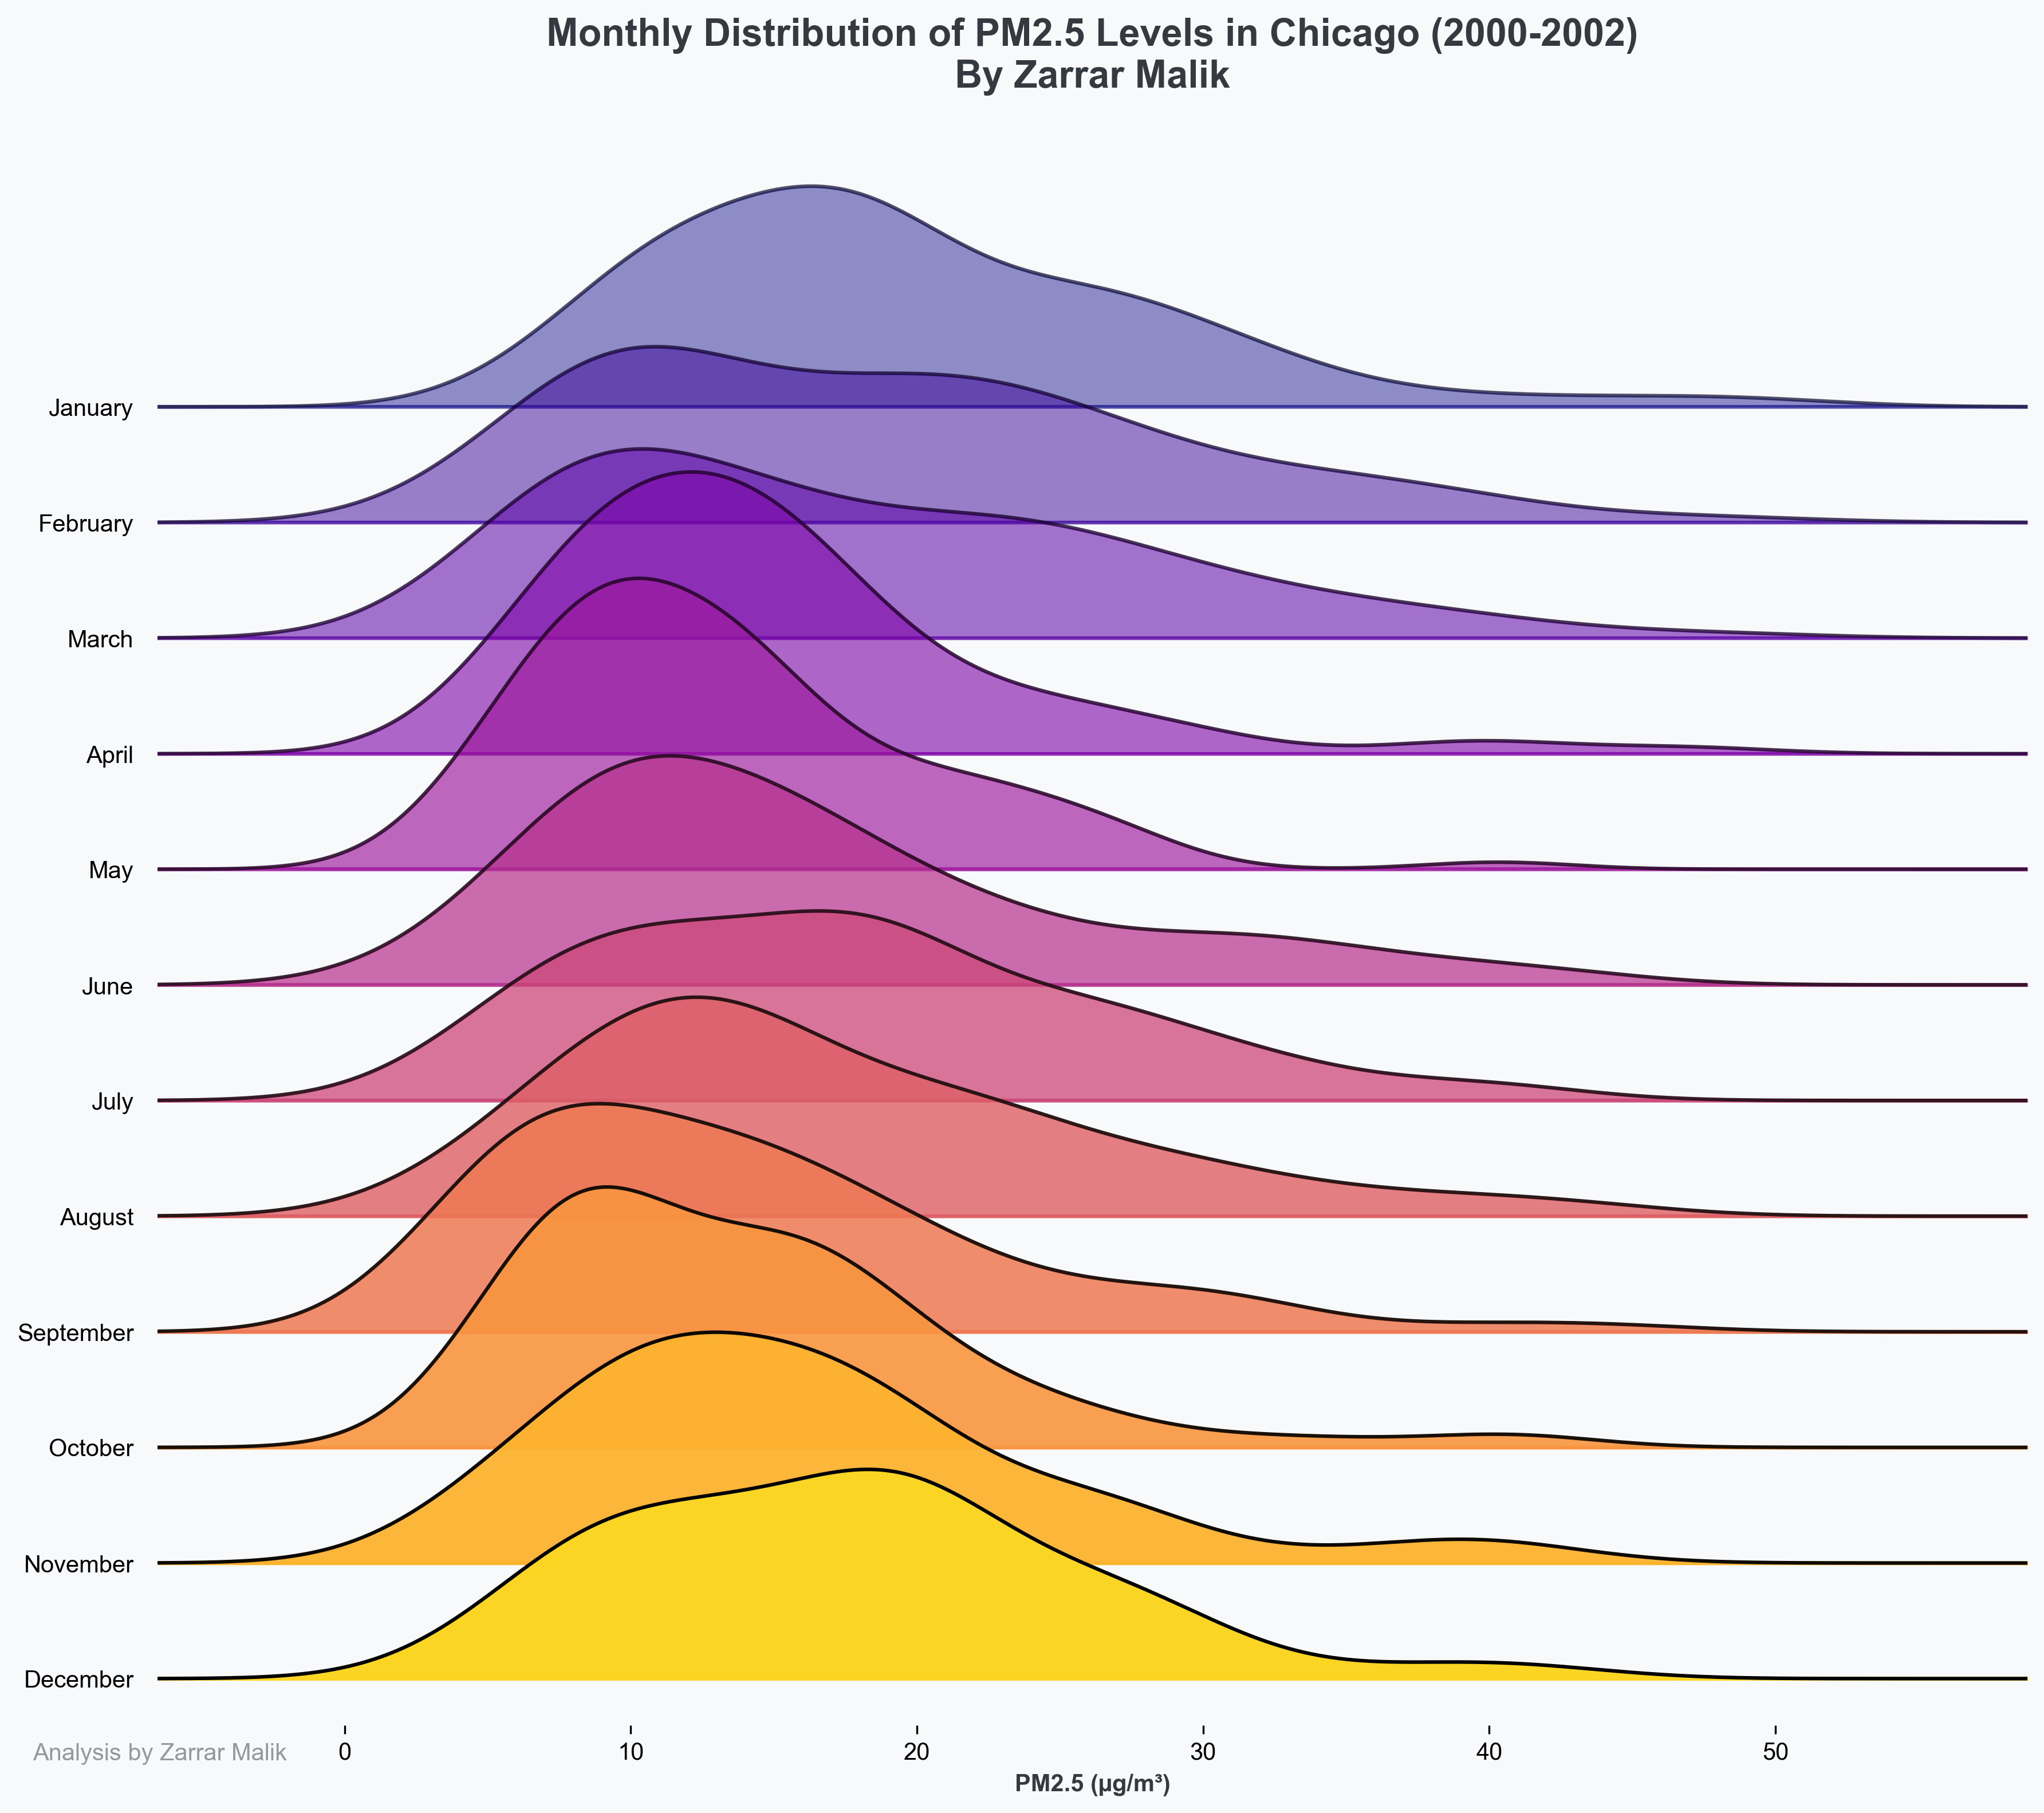 Monthly Distribution of PM2.5 Levels in Chicago (2000-2002)
By Zarrar Malik
January
February
March
April
May
June
July
August
September
October
November
December
Analysis by Zarrar Malik
0 10 20 30 40 50
PM2.5 (µg/m³)